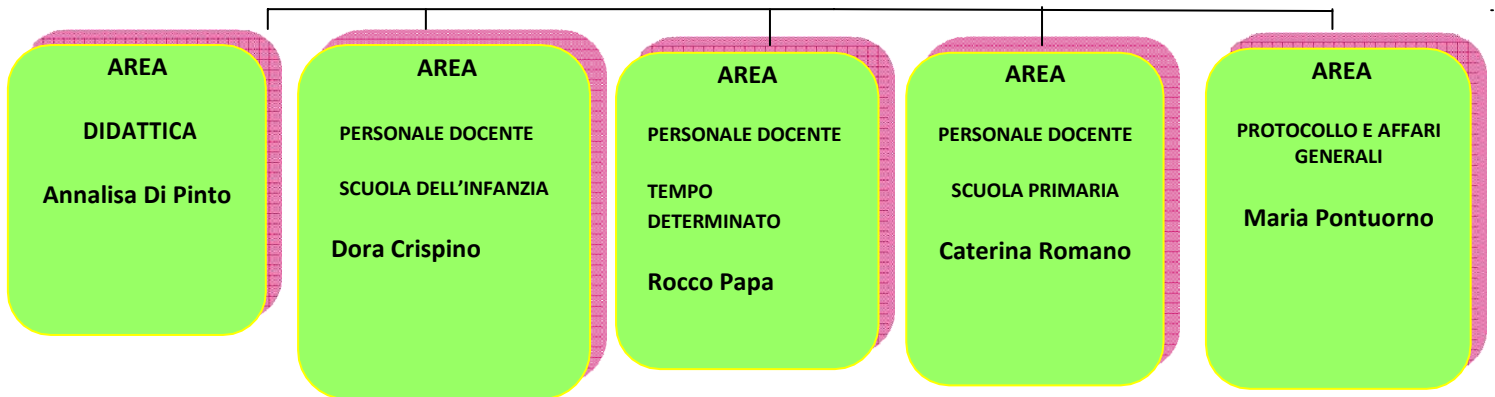 AREA
DIDATTICA
Annalisa Di Pinto
AREA
PERSONALE DOCENTE
SCUOLA DELL’INFANZIA
Dora Crispino
AREA
PERSONALE DOCENTE
TEMPO
DETERMINATO
Rocco Papa
AREA
PERSONALE DOCENTE
SCUOLA PRIMARIA
Caterina Romano
AREA
PROTOCOLLO E AFFARI
GENERALI
Maria Pontuorno